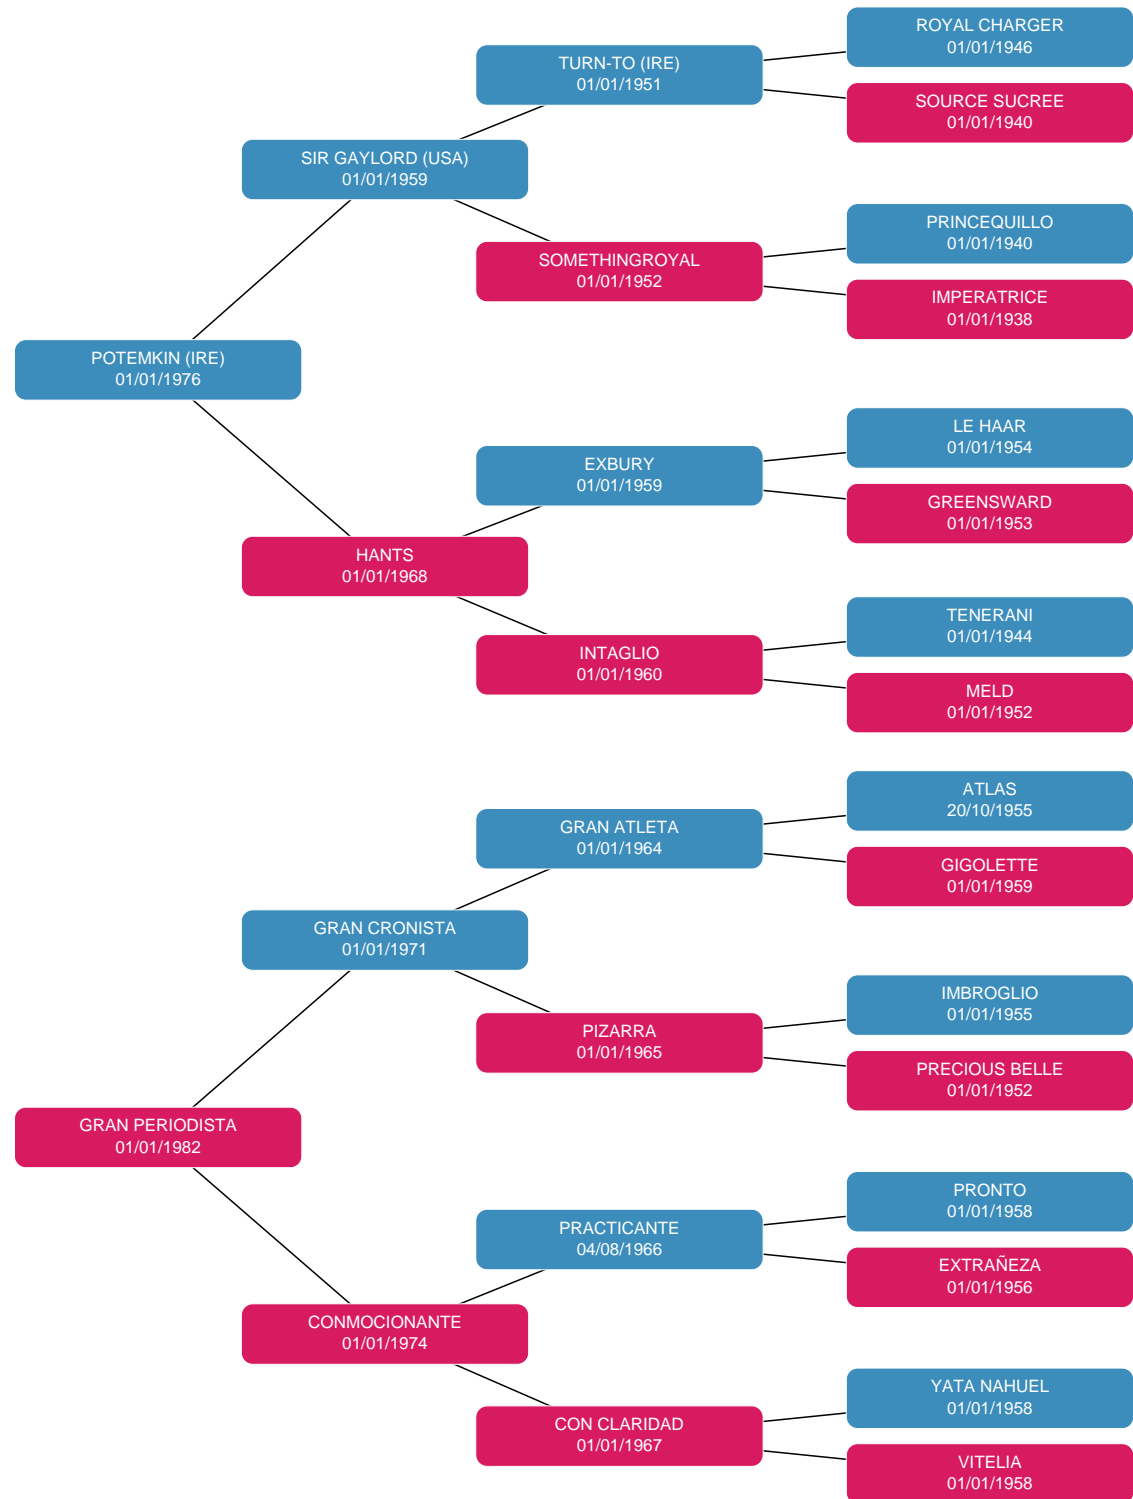 ROYAL CHARGER
01/01/1946
TURN-TO (IRE)
01/01/1951
SOURCE SUCREE
01/01/1940
SIR GAYLORD (USA)
01/01/1959
PRINCEQUILLO
01/01/1940
SOMETHINGROYAL
01/01/1952
IMPERATRICE
01/01/1938
POTEMKIN (IRE)
01/01/1976
LE HAAR
01/01/1954
EXBURY
01/01/1959
GREENSWARD
01/01/1953
HANTS
01/01/1968
TENERANI
01/01/1944
INTAGLIO
01/01/1960
MELD
01/01/1952
ATLAS
20/10/1955
GRAN ATLETA
01/01/1964
GIGOLETTE
01/01/1959
GRAN CRONISTA
01/01/1971
IMBROGLIO
01/01/1955
PIZARRA
01/01/1965
PRECIOUS BELLE
01/01/1952
GRAN PERIODISTA
01/01/1982
PRONTO
01/01/1958
PRACTICANTE
04/08/1966
EXTRAÑEZA
01/01/1956
CONMOCIONANTE
01/01/1974
YATA NAHUEL
01/01/1958
CON CLARIDAD
01/01/1967
VITELIA
01/01/1958